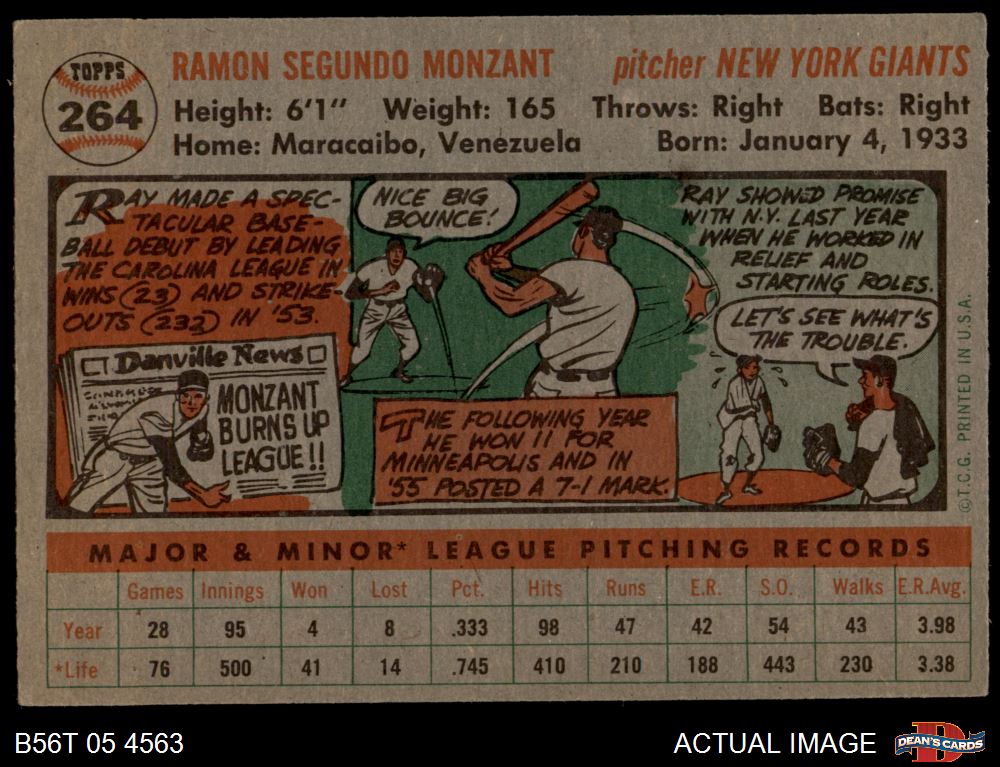 TOPPS
264
RAMON SEGUNDO MONZANT
pitcher NEW YORK GIANTS
Height: 6'1" Weight: 165 Throws: Right Bats: Right
Home: Maracaibo, Venezuela Born: January 4, 1933
RAY MADE A SPEC-
TACULAR BASE-
BALL DEBUT BY LEADING
THE CAROLINA LEAGUE IN
WINS (23) AND STRIKE-
OUTS (232) IN '53.
Danville News
MONZANT
BURNS UP
LEAGUE!!
NICE BIG
BOUNCE!
THE FOLLOWING YEAR
HE WON 11 FOR
MINNEAPOLIS AND IN
'55 POSTED A 7-1 MARK.
RAY SHOWED PROMISE
WITH N.Y. LAST YEAR
WHEN HE WORKED IN
RELIEF AND
STARTING ROLES.
LET'S SEE WHAT'S
THE TROUBLE.
©T.C.G. PRINTED IN U.S.A.
MAJOR & MINOR* LEAGUE PITCHING RECORDS
Games Innings Won Lost Pct. Hits Runs E.R. S.O. Walks E.R.Avg.
Year 28 95 4 8 .333 98 47 42 54 43 3.98
*Life 76 500 41 14 .745 410 210 188 443 230 3.38
B56T 05 4563
ACTUAL IMAGE
DEAN'S CARDS